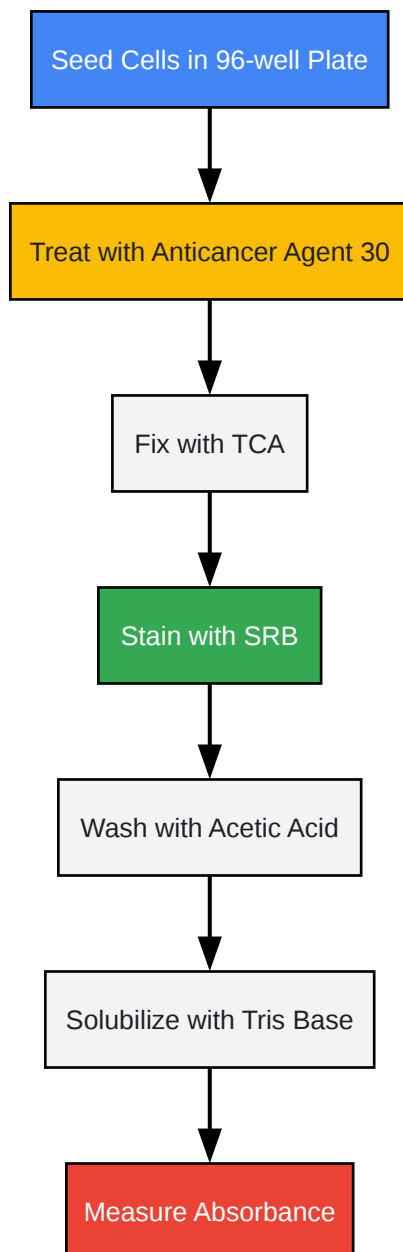 Seed Cells in 96-well Plate
Treat with Anticancer Agent 30
Fix with TCA
Stain with SRB
Wash with Acetic Acid
Solubilize with Tris Base
Measure Absorbance